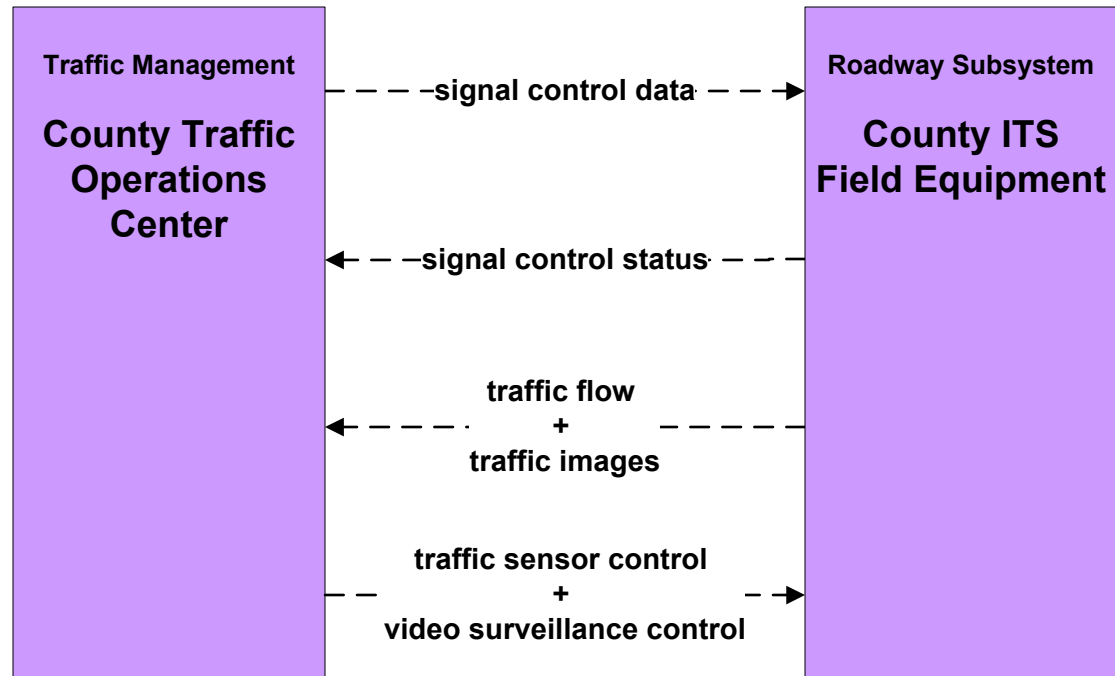 Traffic Management
County Traffic
Operations
Center
signal control data
signal control status
traffic flow
+
traffic images
traffic sensor control
+
video surveillance control
Roadway Subsystem
County ITS
Field Equipment